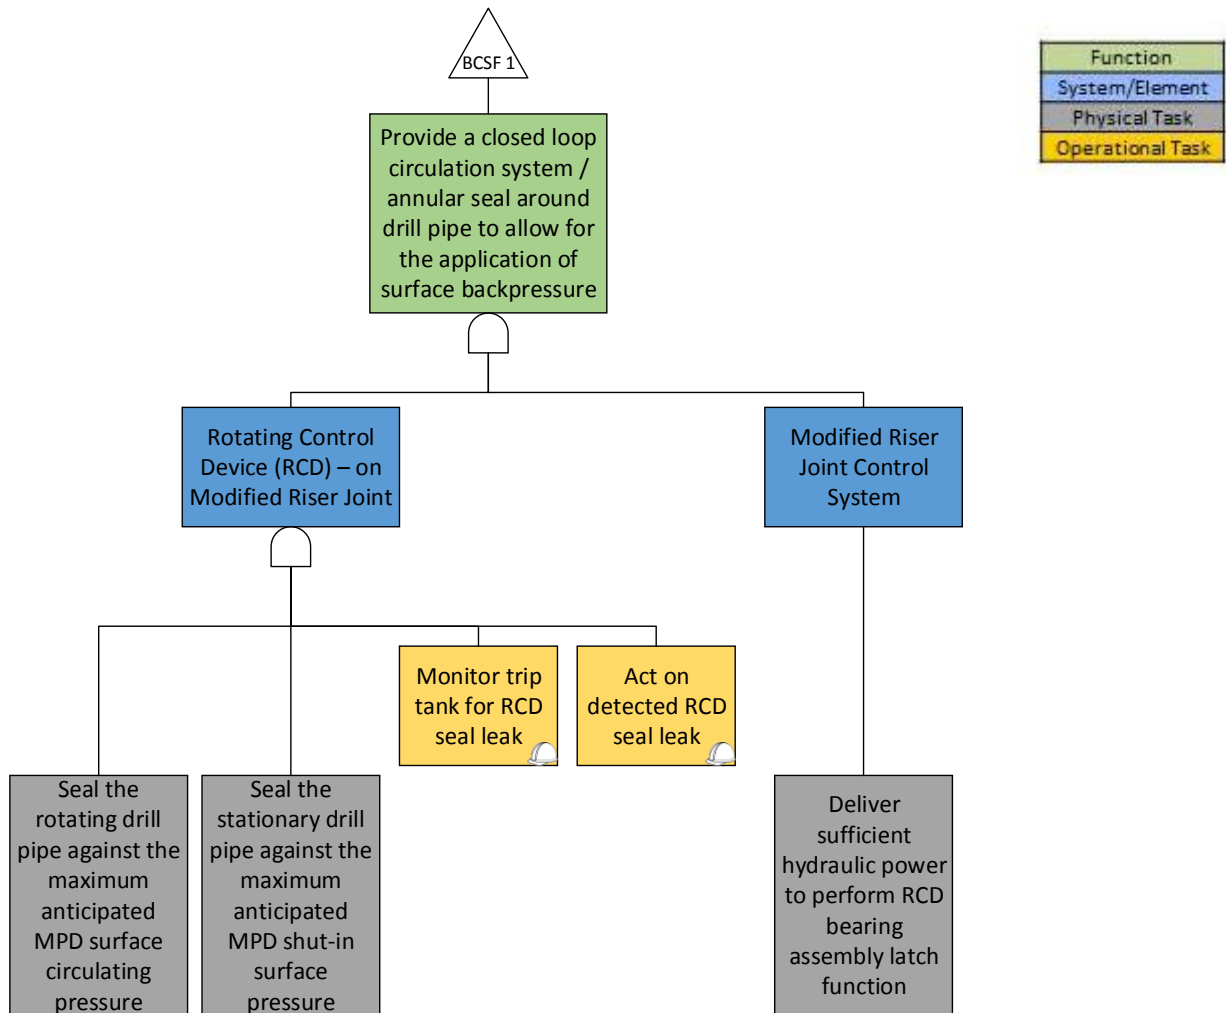 BCSF 1
Function
System/Element
Physical Task
Operational Task
Provide a closed loop
circulation system /
annular seal around
drill pipe to allow for
the application of
surface backpressure
Rotating Control
Device (RCD) – on
Modified Riser Joint
Modified Riser
Joint Control
System
Monitor trip
tank for RCD
seal leak
Act on
detected RCD
seal leak
Seal the
rotating drill
pipe against the
maximum
anticipated
MPD surface
circulating
pressure
Seal the
stationary drill
pipe against the
maximum
anticipated
MPD shut-in
surface
pressure
Deliver
sufficient
hydraulic power
to perform RCD
bearing
assembly latch
function